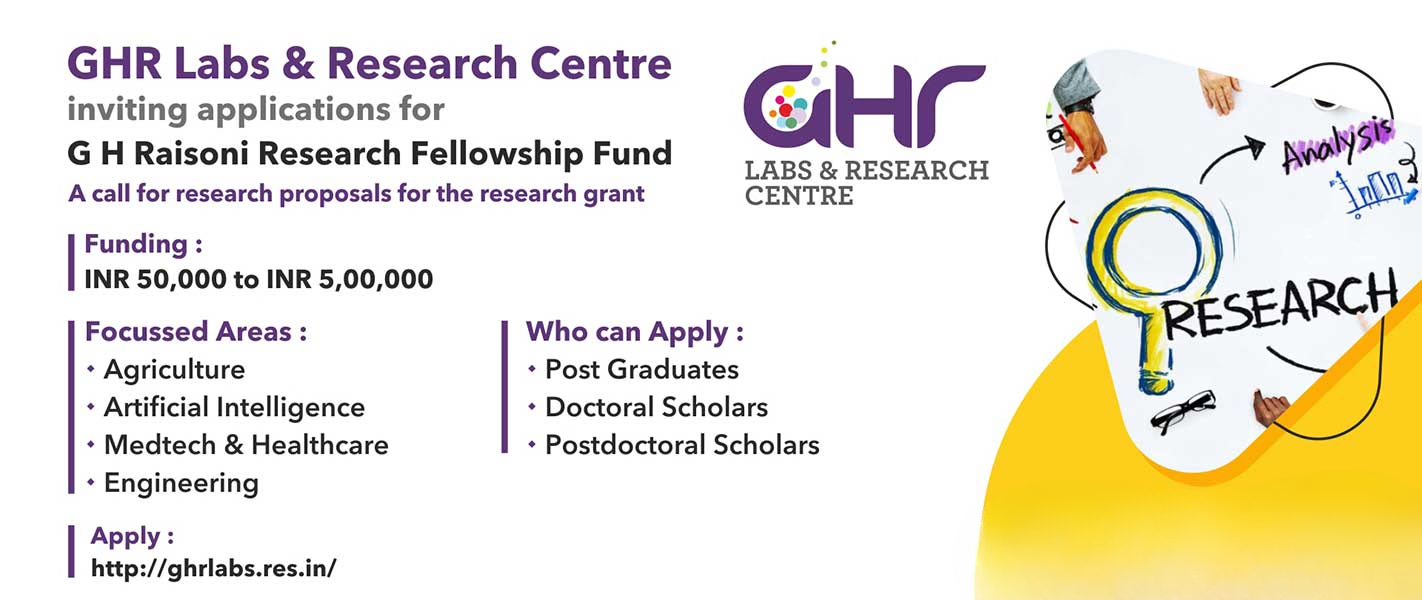 GHR Labs & Research Centre
inviting applications for
G H Raisoni Research Fellowship Fund
A call for research proposals for the research grant
Funding :
INR 50,000 to INR 5,00,000
Focussed Areas :
Agriculture
Artificial Intelligence
Medtech & Healthcare
Engineering
Who can Apply :
Post Graduates
Doctoral Scholars
Postdoctoral Scholars
Apply :
http://ghrlabs.res.in/
GHR
LABS & RESEARCH
CENTRE
Analysis
RESEARCH